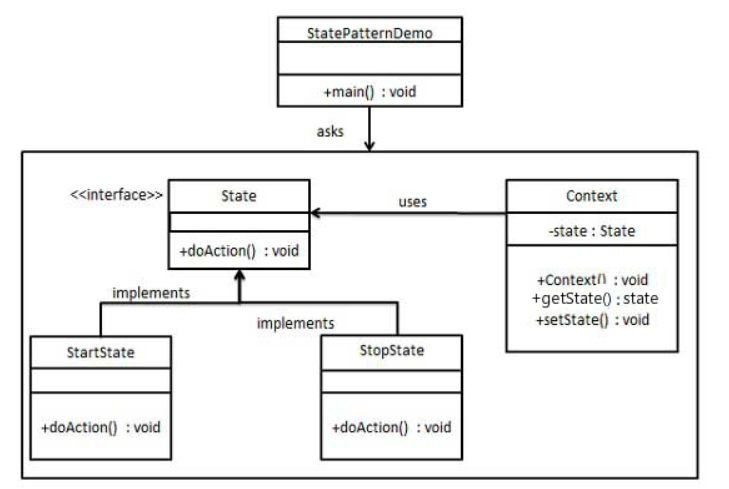 StatePatternDemo
+main() : void
asks
<<interface>>
State
+doAction() : void
uses
Context
-state : State
+Context() : void
+getState() : state
+setState() : void
implements
implements
StartState
+doAction() : void
StopState
+doAction() : void